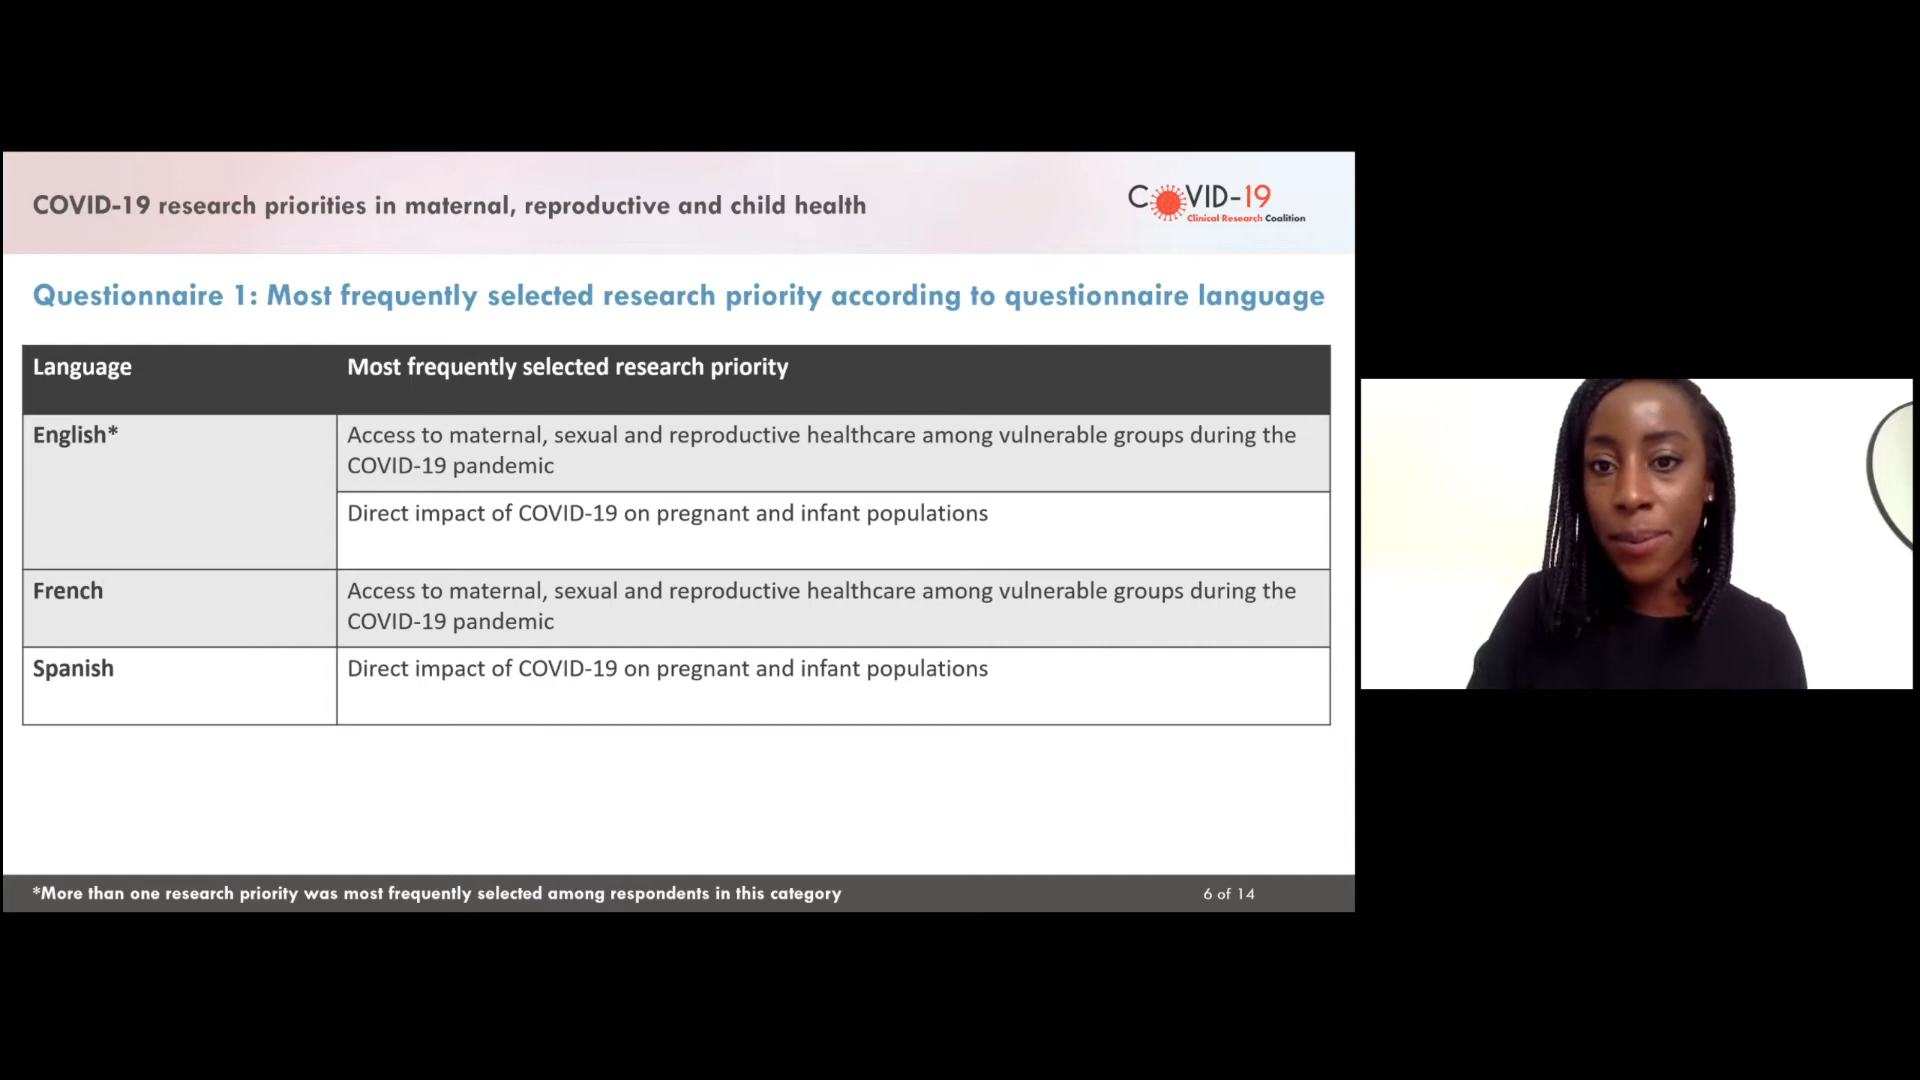 COVID-19 research priorities in maternal, reproductive and child health
COVID-19
Clinical Research Coalition
Questionnaire 1: Most frequently selected research priority according to questionnaire language
Language
Most frequently selected research priority
English*
Access to maternal, sexual and reproductive healthcare among vulnerable groups during the
COVID-19 pandemic
Direct impact of COVID-19 on pregnant and infant populations
French
Access to maternal, sexual and reproductive healthcare among vulnerable groups during the
COVID-19 pandemic
Spanish
Direct impact of COVID-19 on pregnant and infant populations
*More than one research priority was most frequently selected among respondents in this category
6 of 14